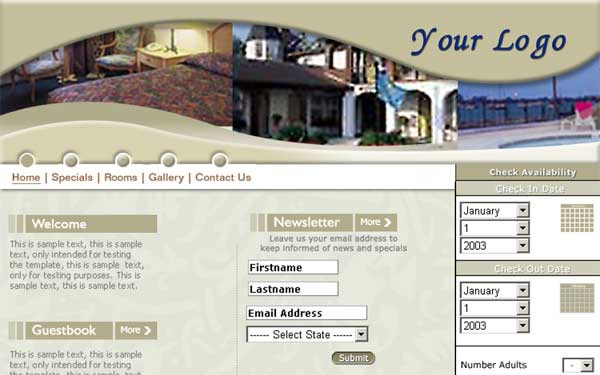 Your Logo
Home | Specials | Rooms | Gallery | Contact Us
Welcome
This is sample text, this is sample
text, only intended for testing
the template, this is sample text,
only for testing purposes. This is
sample text, this is sample text.
Guestbook
More
This is sample text, this is sample
text, only intended for testing
the template, this is sample text,
Newsletter
More
Leave us your email address to
keep informed of news and specials
Firstname
Lastname
Email Address
------ Select State ------
Submit
Check Availability
Check In Date
January
1
2003
Check Out Date
January
1
2003
Number Adults
-